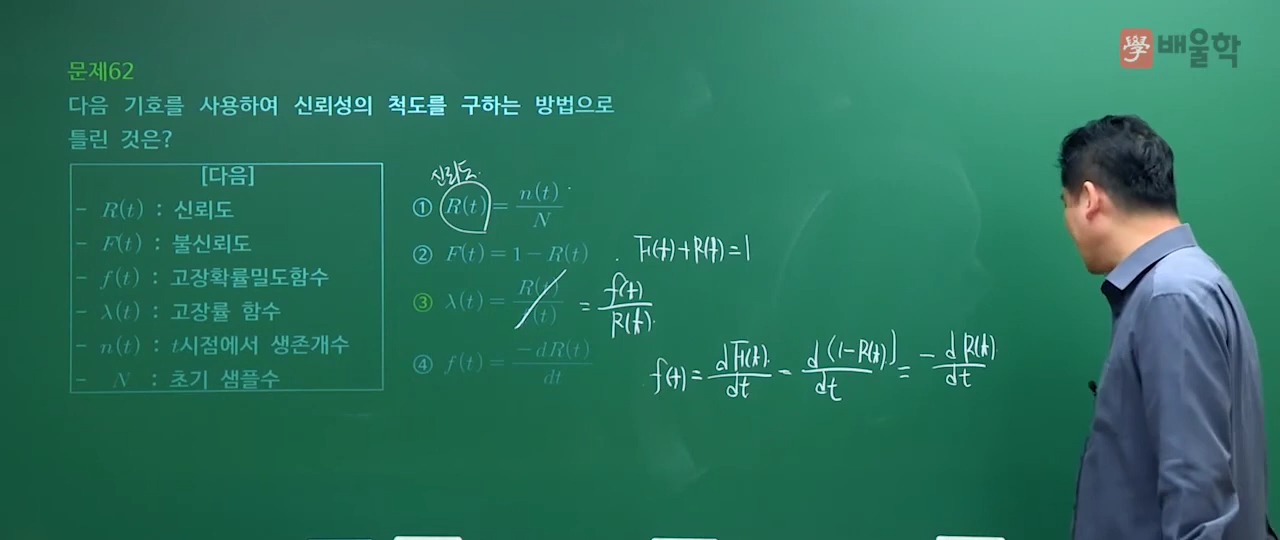 學 배울학
문제62
다음 기호를 사용하여 신뢰성의 척도를 구하는 방법으로
틀린 것은?
[다음]
- R(t) : 신뢰도
- F(t) : 불신뢰도
- f(t) : 고장확률밀도함수
- λ(t) : 고장률 함수
- n(t) : t시점에서 생존개수
- N : 초기 샘플수
신뢰도.
① R(t) = n(t)/N
② F(t) = 1 - R(t)
F(t) + R(t) = 1
③ λ(t) = R(t)/f(t) = f(t)/R(t)
④ f(t) = -dR(t)/dt
f(t) = dF(t)/dt = d(1-R(t))/dt = -dR(t)/dt